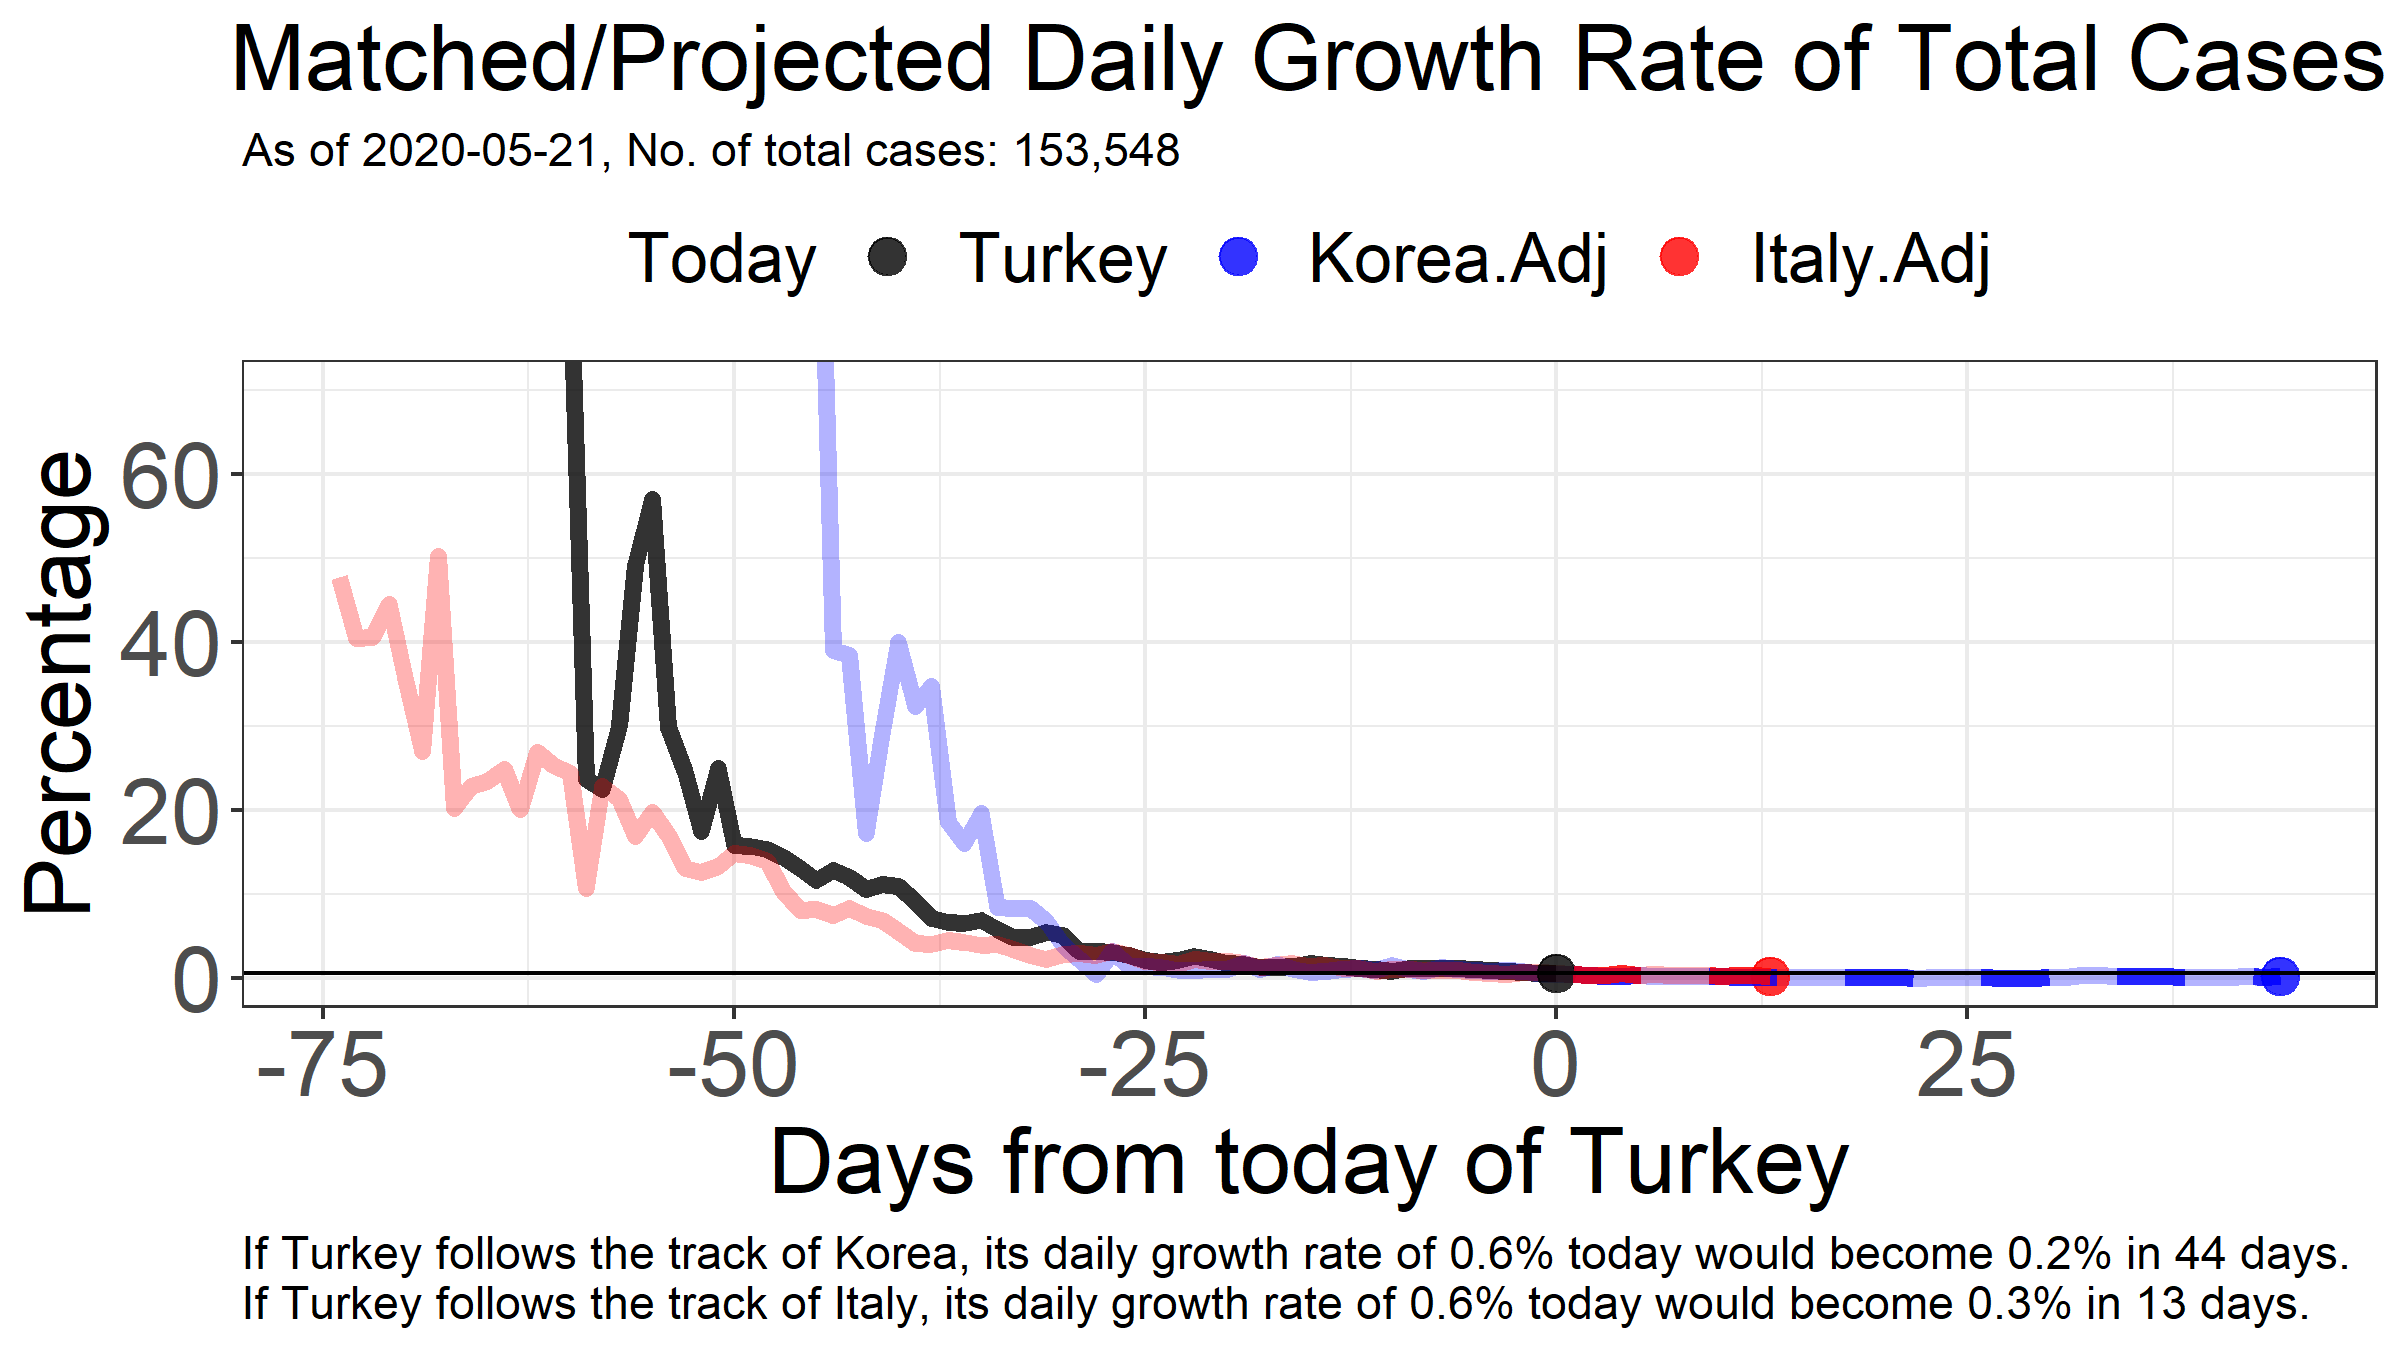 Matched/Projected Daily Growth Rate of Total Cases
As of 2020-05-21, No. of total cases: 153,548
Today Turkey Korea.Adj Italy.Adj
Percentage
60
40
20
0
-75 -50 -25 0 25
Days from today of Turkey
If Turkey follows the track of Korea, its daily growth rate of 0.6% today would become 0.2% in 44 days.
If Turkey follows the track of Italy, its daily growth rate of 0.6% today would become 0.3% in 13 days.